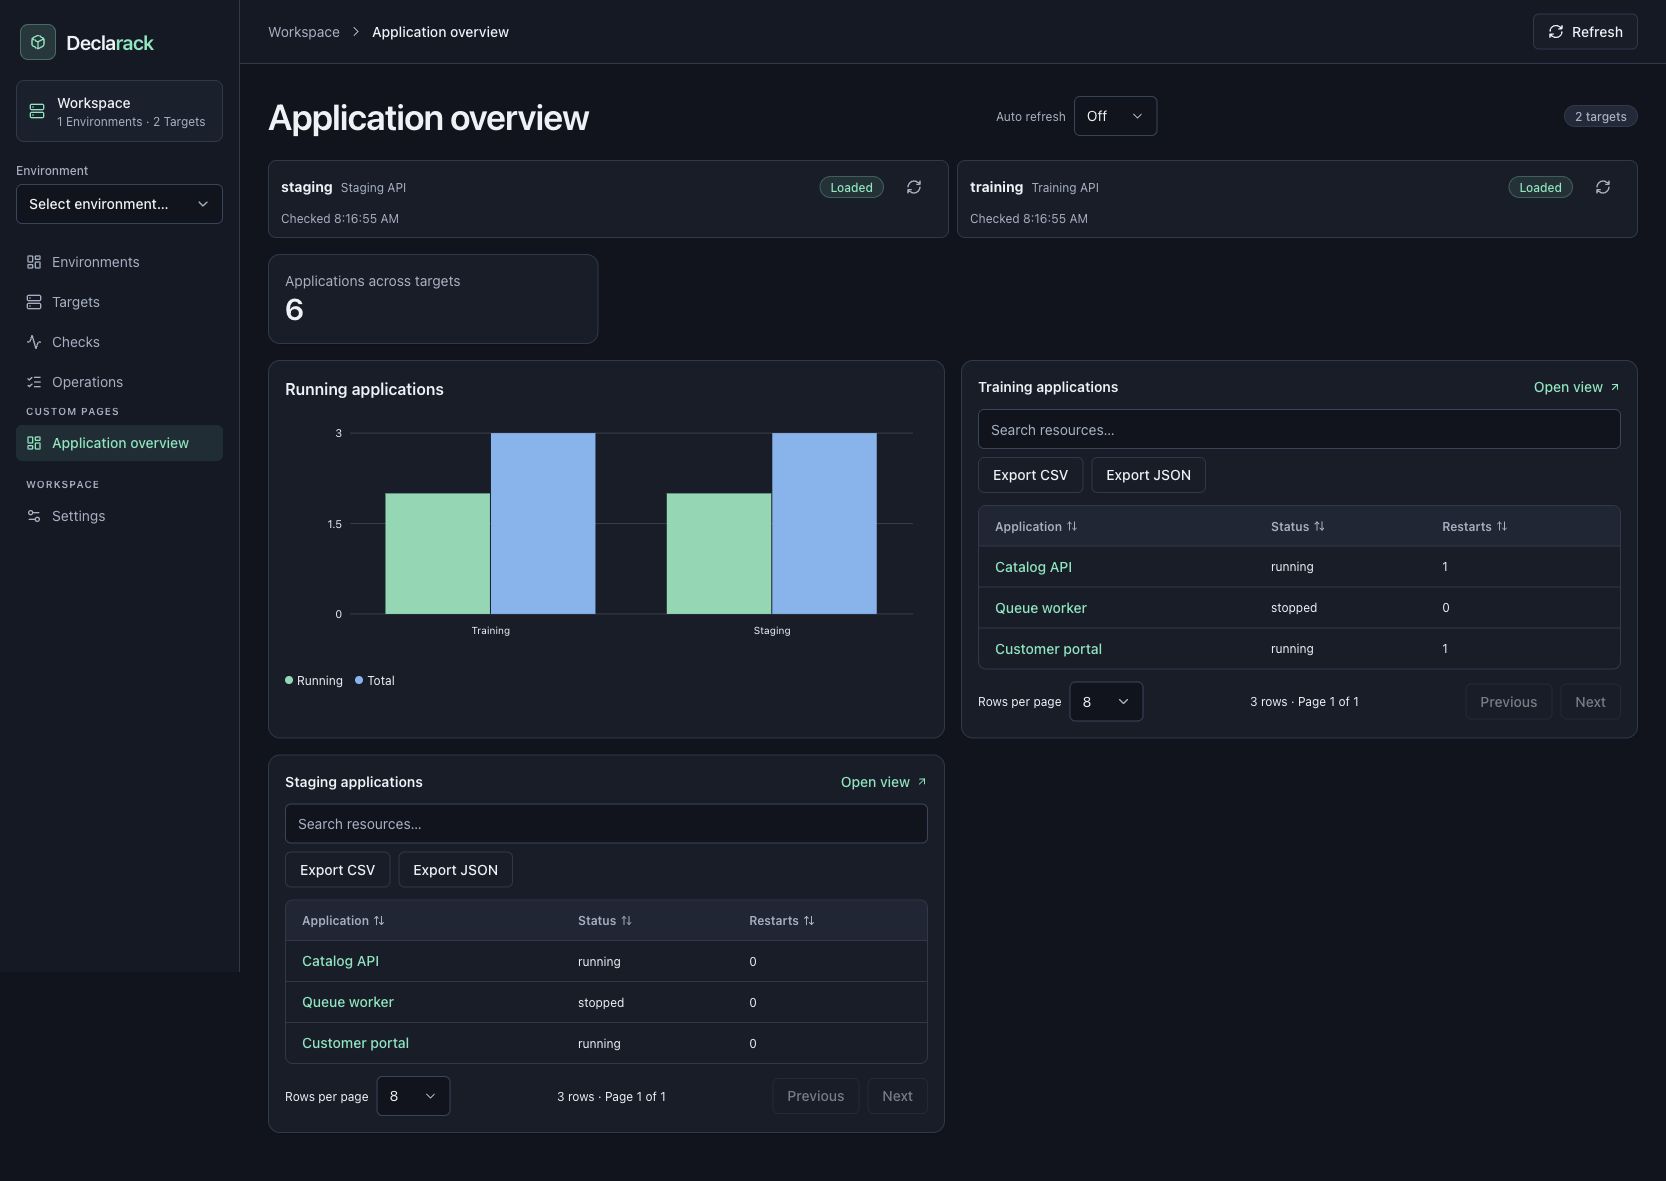 Declarack
Workspace
1 Environments · 2 Targets
Environment
Select environment...
Environments
Targets
Checks
Operations
CUSTOM PAGES
Application overview
WORKSPACE
Settings
Workspace > Application overview
Refresh
Application overview
Auto refresh Off
2 targets
staging Staging API Loaded
Checked 8:16:55 AM
training Training API Loaded
Checked 8:16:55 AM
Applications across targets
6
Running applications
3
1.5
0
Training Staging
Running Total
Training applications Open view
Search resources...
Export CSV Export JSON
Application Status Restarts
Catalog API running 1
Queue worker stopped 0
Customer portal running 1
Rows per page 8 3 rows · Page 1 of 1 Previous Next
Staging applications Open view
Search resources...
Export CSV Export JSON
Application Status Restarts
Catalog API running 0
Queue worker stopped 0
Customer portal running 0
Rows per page 8 3 rows · Page 1 of 1 Previous Next